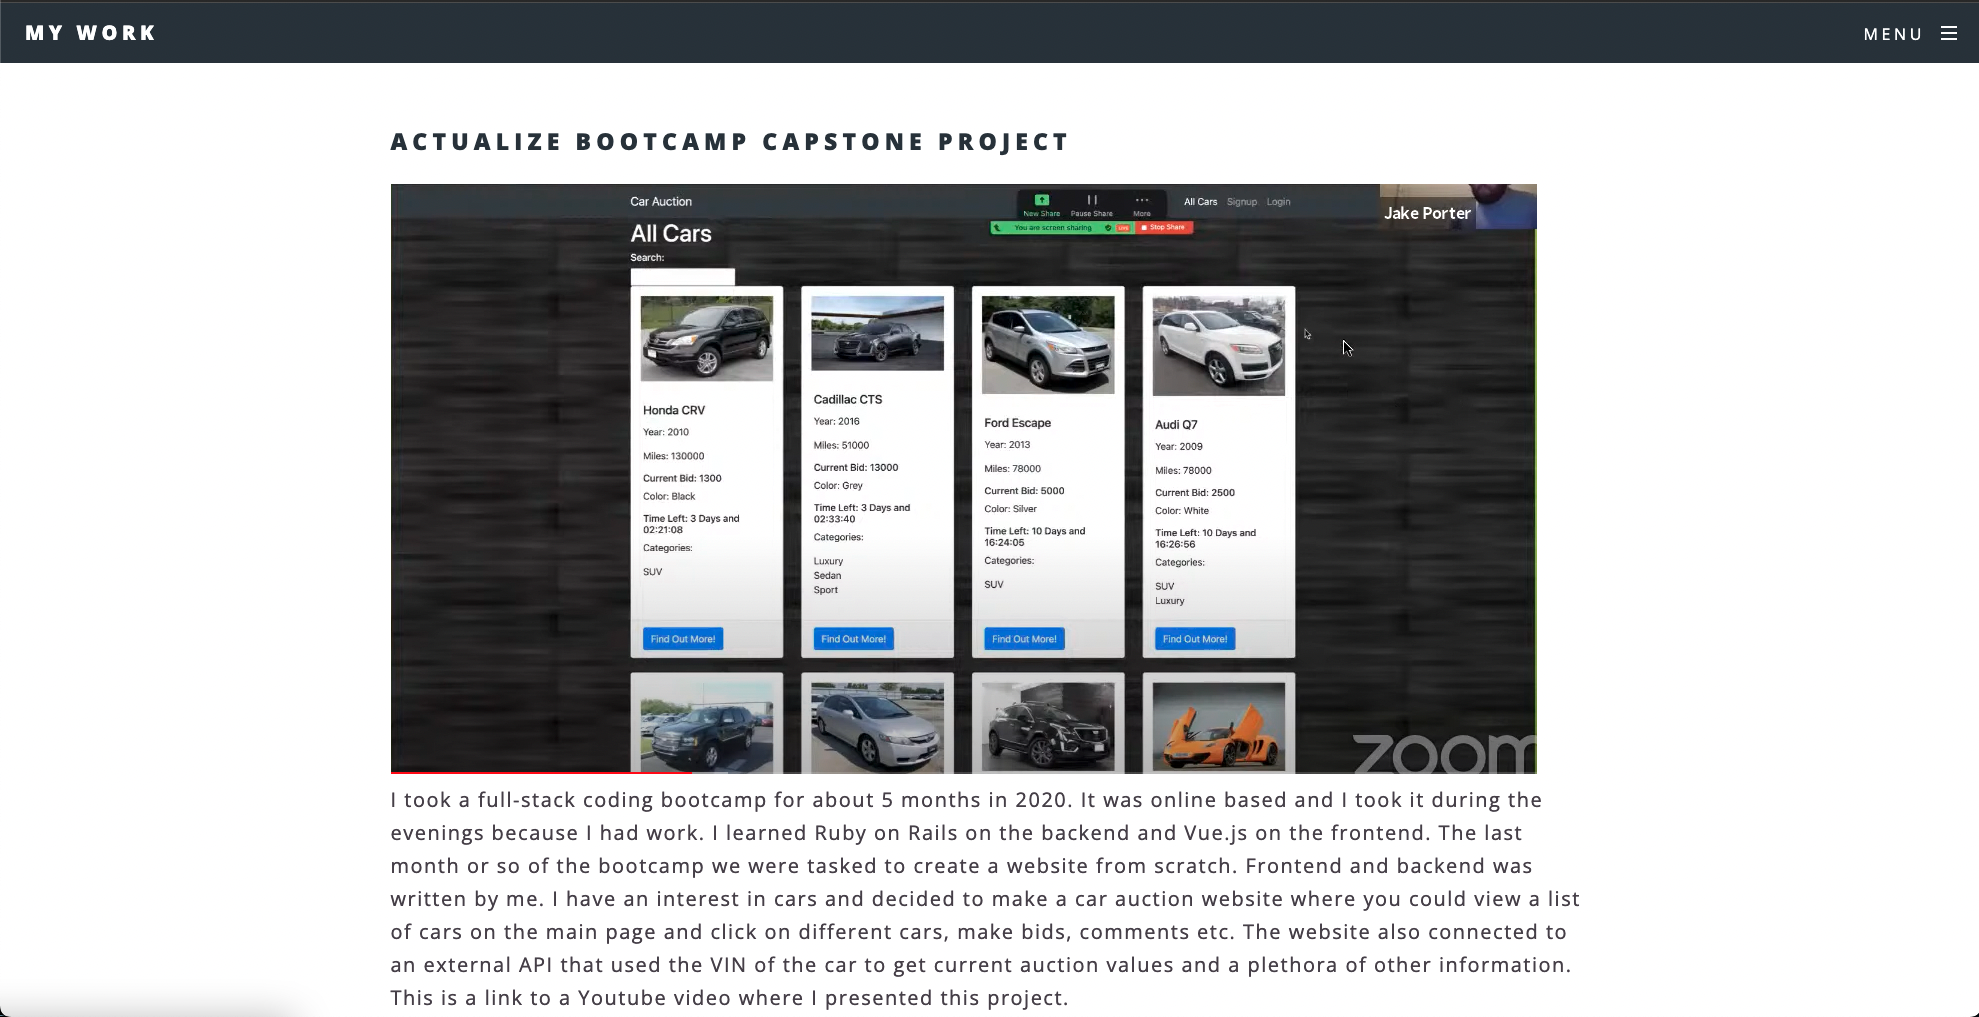 MY WORK
MENU
ACTUALIZE BOOTCAMP CAPSTONE PROJECT
Car Auction
New Share
Pause Share
More
All Cars
Signup
Login
Jake Porter
You are screen sharing
LIVE
Stop Share
All Cars
Search:
Honda CRV
Year: 2010
Miles: 130000
Current Bid: 1300
Color: Black
Time Left: 3 Days and
02:21:08
Categories:
SUV
Find Out More!
Cadillac CTS
Year: 2016
Miles: 51000
Current Bid: 13000
Color: Grey
Time Left: 3 Days and
02:33:40
Categories:
Luxury
Sedan
Sport
Find Out More!
Ford Escape
Year: 2013
Miles: 78000
Current Bid: 5000
Color: Silver
Time Left: 10 Days and
16:24:05
Categories:
SUV
Find Out More!
Audi Q7
Year: 2009
Miles: 78000
Current Bid: 2500
Color: White
Time Left: 10 Days and
16:26:56
Categories:
SUV
Luxury
Find Out More!
zoom
I took a full-stack coding bootcamp for about 5 months in 2020. It was online based and I took it during the
evenings because I had work. I learned Ruby on Rails on the backend and Vue.js on the frontend. The last
month or so of the bootcamp we were tasked to create a website from scratch. Frontend and backend was
written by me. I have an interest in cars and decided to make a car auction website where you could view a list
of cars on the main page and click on different cars, make bids, comments etc. The website also connected to
an external API that used the VIN of the car to get current auction values and a plethora of other information.
This is a link to a Youtube video where I presented this project.